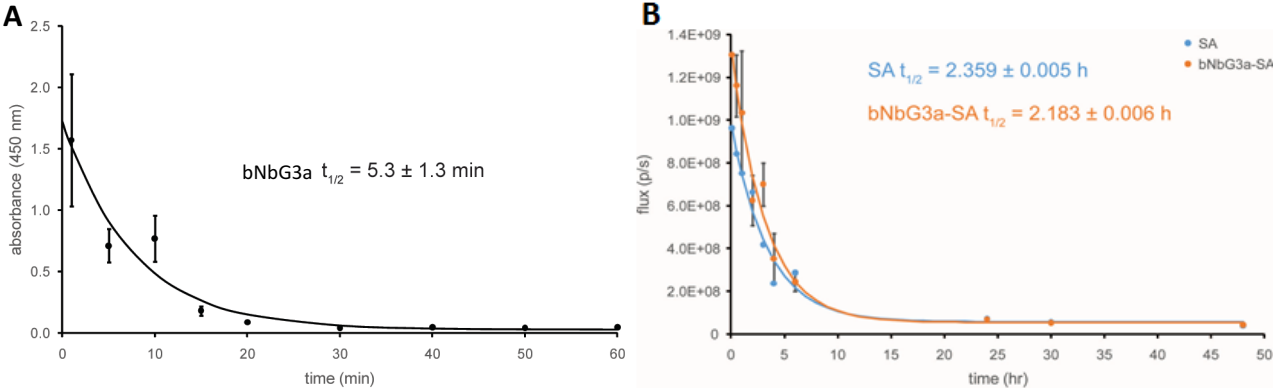 A
absorbance (450 nm)
2.5
2.0
1.5
1.0
0.5
0.0
bNbG3a t1/2 = 5.3 ± 1.3 min
0 10 20 30 40 50 60
time (min)
B
flux (p/s)
1.4E+09
1.2E+09
1.0E+09
8.0E+08
6.0E+08
4.0E+08
2.0E+08
0
SA
bNbG3a-SA
SA t1/2 = 2.359 ± 0.005 h
bNbG3a-SA t1/2 = 2.183 ± 0.006 h
0 5 10 15 20 25 30 35 40 45 50
time (hr)